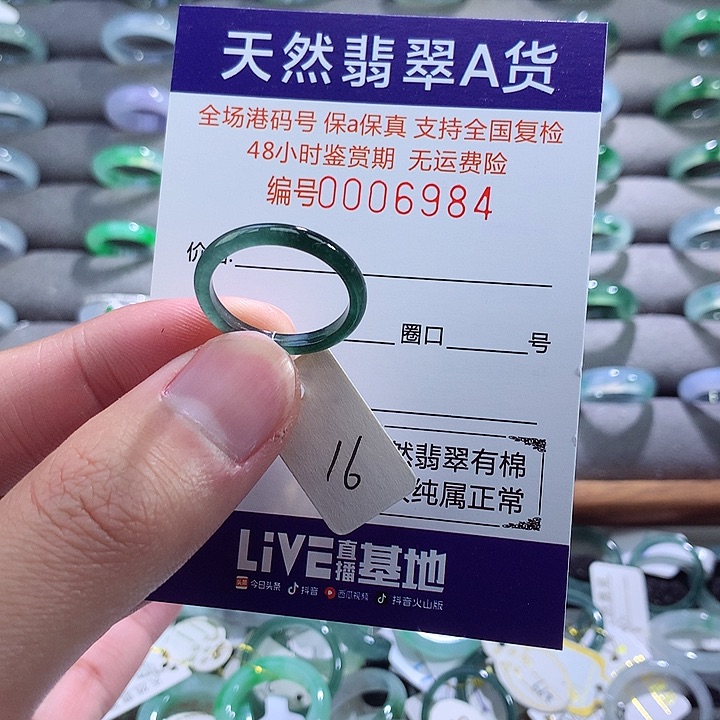 天然翡翠A货
全场港码号 保a保真 支持全国复检
48小时鉴赏期 无运费险
编号0006984
价
圈口 号
16
然翡翠有棉
纯属正常
LiVE直播基地
头条 今日头条 抖音 西瓜视频 抖音火山版